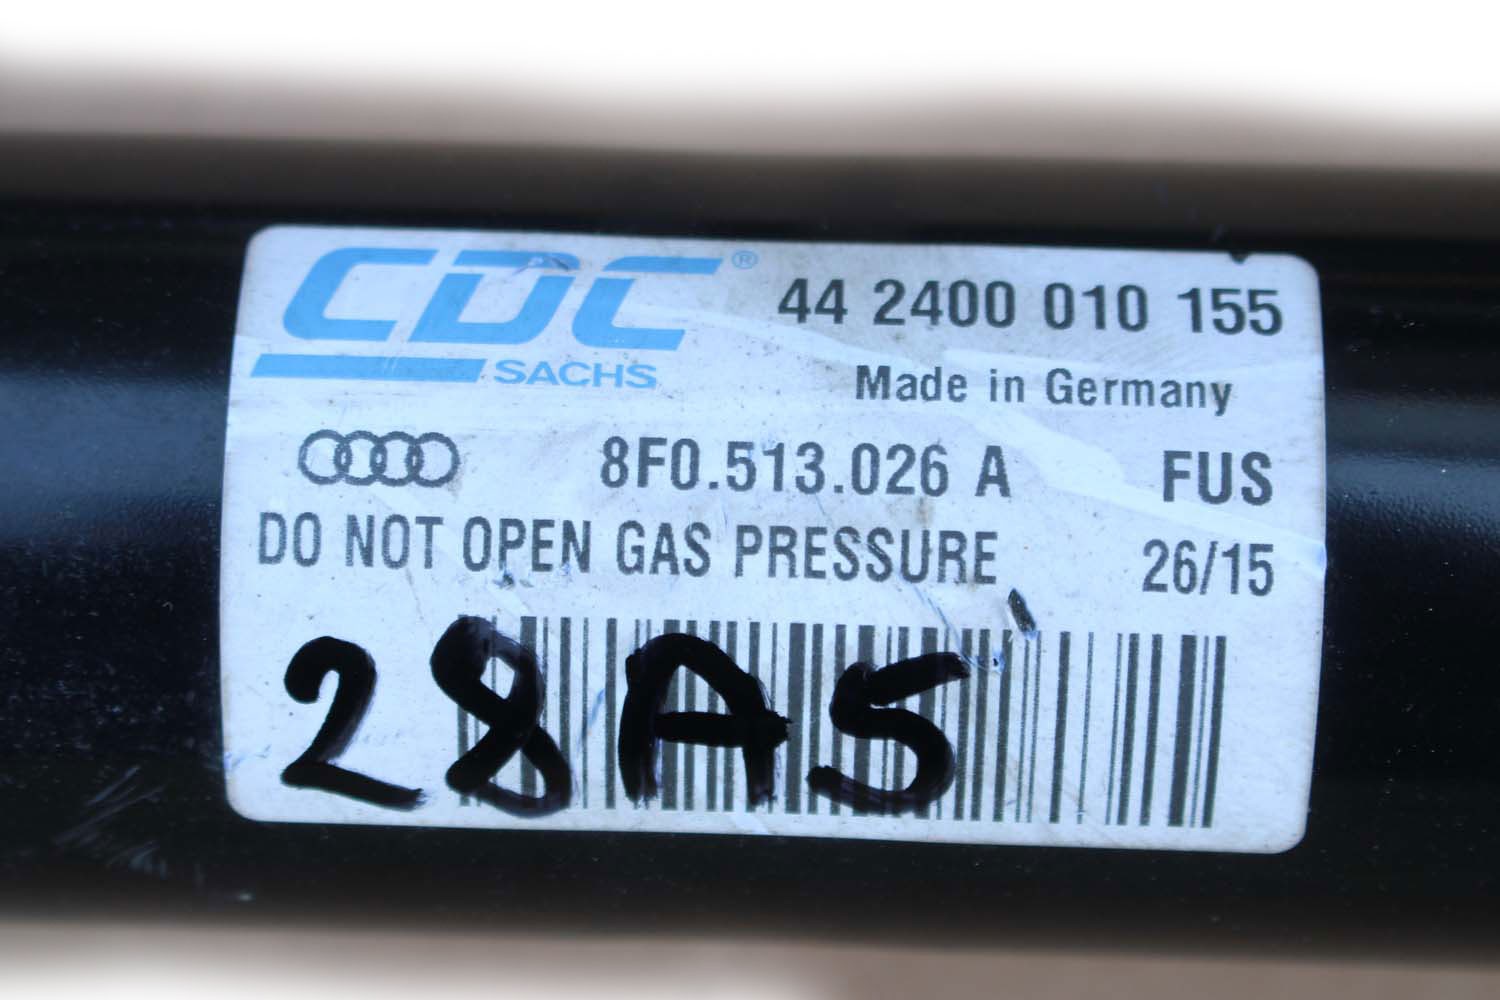 CDC® 44 2400 010 155
SACHS Made in Germany
8F0.513.026 A FUS
DO NOT OPEN GAS PRESSURE 26/15
28A5